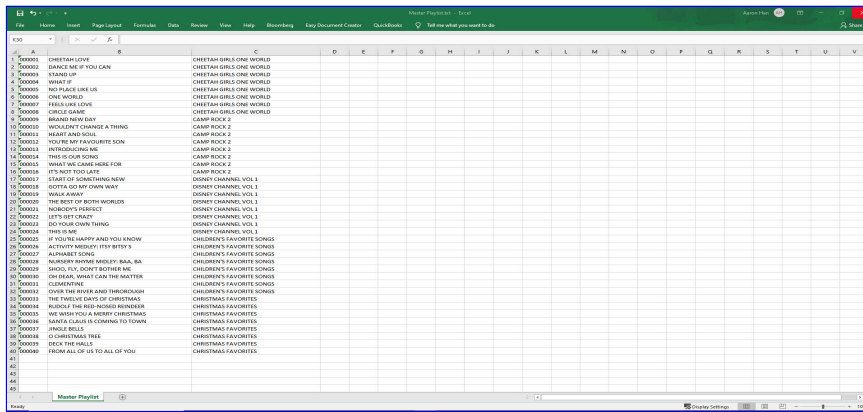 Master Playlist.txt - Excel
Aaron Han
File Home Insert Page Layout Formulas Data Review View Help Bloomberg Easy Document Creator QuickBooks Tell me what you want to do Share
K30 fx
A B C D E F G H I J K L M N O P Q R S T U V
1 000001 CHEETAH LOVE CHEETAH GIRLS ONE WORLD
2 000002 DANCE ME IF YOU CAN CHEETAH GIRLS ONE WORLD
3 000003 STAND UP CHEETAH GIRLS ONE WORLD
4 000004 WHAT IF CHEETAH GIRLS ONE WORLD
5 000005 NO PLACE LIKE US CHEETAH GIRLS ONE WORLD
6 000006 ONE WORLD CHEETAH GIRLS ONE WORLD
7 000007 FEELS LIKE LOVE CHEETAH GIRLS ONE WORLD
8 000008 CIRCLE GAME CHEETAH GIRLS ONE WORLD
9 000009 BRAND NEW DAY CAMP ROCK 2
10 000010 WOULDN'T CHANGE A THING CAMP ROCK 2
11 000011 HEART AND SOUL CAMP ROCK 2
12 000012 YOU'RE MY FAVOURITE SON CAMP ROCK 2
13 000013 INTRODUCING ME CAMP ROCK 2
14 000014 THIS IS OUR SONG CAMP ROCK 2
15 000015 WHAT WE CAME HERE FOR CAMP ROCK 2
16 000016 IT'S NOT TOO LATE CAMP ROCK 2
17 000017 START OF SOMETHING NEW DISNEY CHANNEL VOL 1
18 000018 GOTTA GO MY OWN WAY DISNEY CHANNEL VOL 1
19 000019 WALK AWAY DISNEY CHANNEL VOL 1
20 000020 THE BEST OF BOTH WORLDS DISNEY CHANNEL VOL 1
21 000021 NOBODY'S PERFECT DISNEY CHANNEL VOL 1
22 000022 LET'S GET CRAZY DISNEY CHANNEL VOL 1
23 000023 DO YOUR OWN THING DISNEY CHANNEL VOL 1
24 000024 THIS IS ME DISNEY CHANNEL VOL 1
25 000025 IF YOU'RE HAPPY AND YOU KNOW CHILDREN'S FAVORITE SONGS
26 000026 ACTIVITY MEDLEY: ITSY BITSY S CHILDREN'S FAVORITE SONGS
27 000027 ALPHABET SONG CHILDREN'S FAVORITE SONGS
28 000028 NURSERY RHYME MIDLEY: BAA, BA CHILDREN'S FAVORITE SONGS
29 000029 SHOO, FLY, DON'T BOTHER ME CHILDREN'S FAVORITE SONGS
30 000030 OH DEAR, WHAT CAN THE MATTER CHILDREN'S FAVORITE SONGS
31 000031 CLEMENTINE CHILDREN'S FAVORITE SONGS
32 000032 OVER THE RIVER AND THROROUGH CHILDREN'S FAVORITE SONGS
33 000033 THE TWELVE DAYS OF CHRISTMAS CHRISTMAS FAVORITES
34 000034 RUDOLF THE RED-NOSED REINDEER CHRISTMAS FAVORITES
35 000035 WE WISH YOU A MERRY CHRISTMAS CHRISTMAS FAVORITES
36 000036 SANTA CLAUS IS COMING TO TOWN CHRISTMAS FAVORITES
37 000037 JINGLE BELLS CHRISTMAS FAVORITES
38 000038 O CHRISTMAS TREE CHRISTMAS FAVORITES
39 000039 DECK THE HALLS CHRISTMAS FAVORITES
40 000040 FROM ALL OF US TO ALL OF YOU CHRISTMAS FAVORITES
41
42
43
44
45
Master Playlist
Ready Display Settings